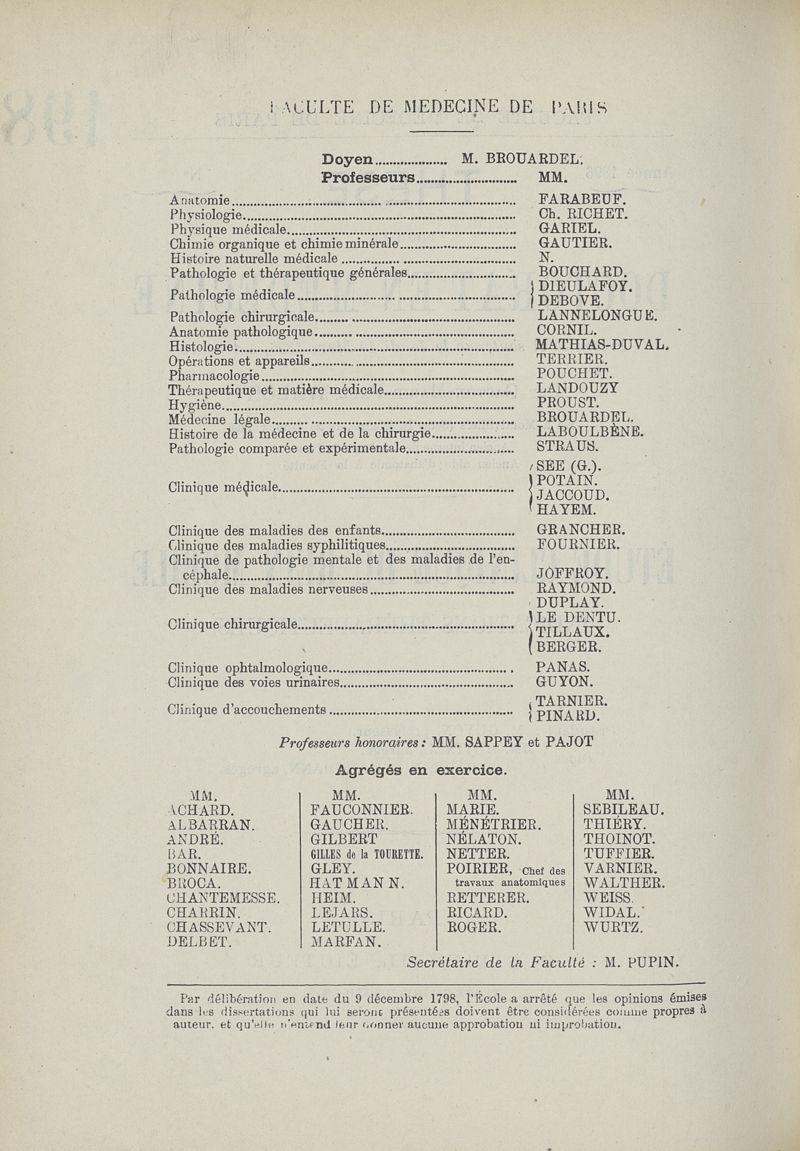 FACULTE DE MEDECINE DE PARIS
Doyen.................. M. BROUARDEL.
Professeurs........................ MM.
Anatomie........................ FARABEUF.
Physiologie........................ Ch. RICHET.
Physique médicale........................ GARIEL.
Chimie organique et chimie minérale........................ GAUTIER.
Histoire naturelle médicale........................ N.
Pathologie et thérapeutique générales........................ BOUCHARD.
DIEULAFOY.
Pathologie médicale........................
DEBOVE.
Pathologie chirurgicale........................ LANNELONGUE.
Anatomie pathologique........................ CORNIL.
Histologie........................ MATHIAS-DUVAL.
Opérations et appareils........................ TERRIER.
Pharmacologie........................ POUCHET.
Thérapeutique et matière médicale........................ LANDOUZY
Hygiène........................ PROUST.
Médecine légale........................ BROUARDEL.
Histoire de la médecine et de la chirurgie........................ LABOULBÈNE.
Pathologie comparée et expérimentale........................ STRAUS.
SEE (G.).
POTAIN.
Clinique médicale........................
JACCOUD.
HAYEM.
Clinique des maladies des enfants........................ GRANCHER.
Clinique des maladies syphilitiques........................ FOURNIER.
Clinique de pathologie mentale et des maladies de l'en-
céphale........................ JOFFROY.
Clinique des maladies nerveuses........................ RAYMOND.
DUPLAY.
LE DENTU.
Clinique chirurgicale........................
TILLAUX.
BERGER.
Clinique ophtalmologique........................ PANAS.
Clinique des voies urinaires........................ GUYON.
TARNIER.
Clinique d'accouchements........................
PINARD.
Professeurs honoraires : MM. SAPPEY et PAJOT
Agrégés en exercice.
MM.
ACHARD.
ALBARRAN.
ANDRÉ.
BAR.
BONNAIRE.
BROCA.
CHANTEMESSE.
CHARRIN.
CHASSEVANT.
DELBET.
MM.
FAUCONNIER.
GAUCHER.
GILBERT
GILLES de la TOURETTE.
GLEY.
HATMANN.
HEIM.
LEJARS.
LETULLE.
MARFAN.
MM.
MARIE.
MÉNÉTRIER.
NÉLATON.
NETTER.
POIRIER, Chef des
travaux anatomiques
RETTERER.
RICARD.
ROGER.
MM.
SEBILEAU.
THIÉRY.
THOINOT.
TUFFIER.
VARNIER.
WALTHER.
WEISS.
WIDAL.
WURTZ.
Secrétaire de la Faculté : M. PUPIN.
Par délibération en date du 9 décembre 1798, l'École a arrêté que les opinions émises
dans les dissertations qui lui seront présentées doivent être considérées comme propres à
auteur. et qu'elle n'entend leur donner aucune approbation ni improbation.